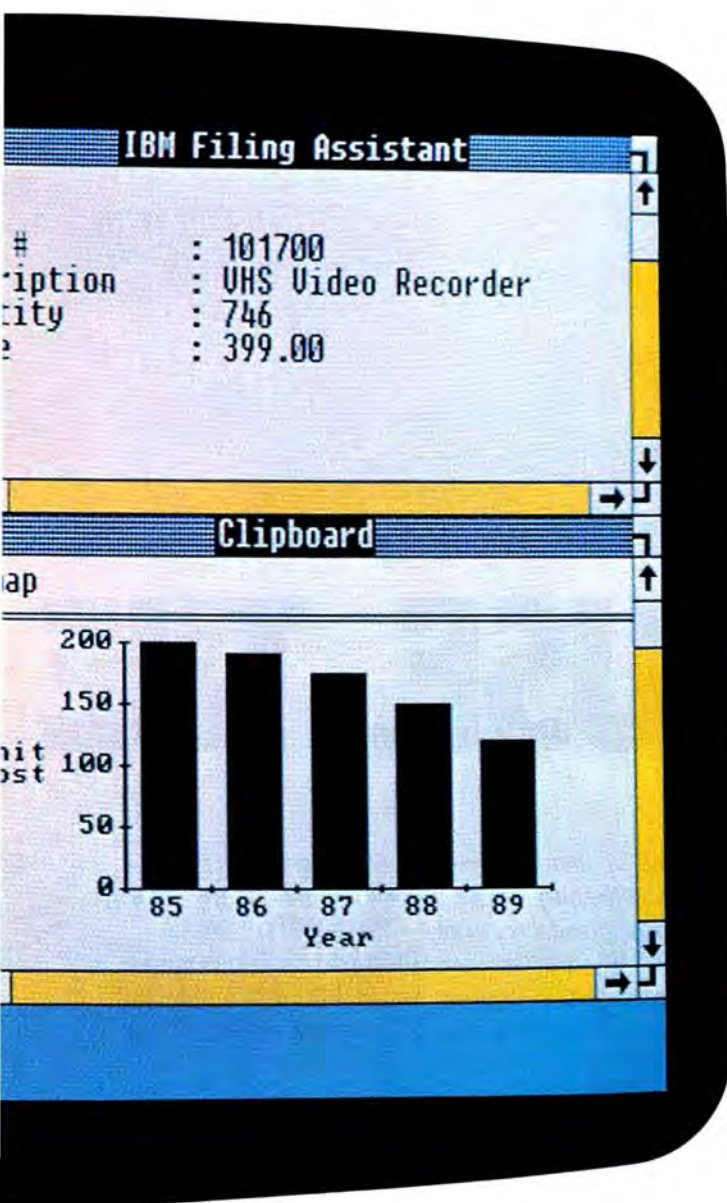 IBM Filing Assistant
# : 101700
ription : VHS Video Recorder
tity : 746
e : 399.00
Clipboard
ap
200
150
nit
ost 100
50
0
85 86 87 88 89
Year